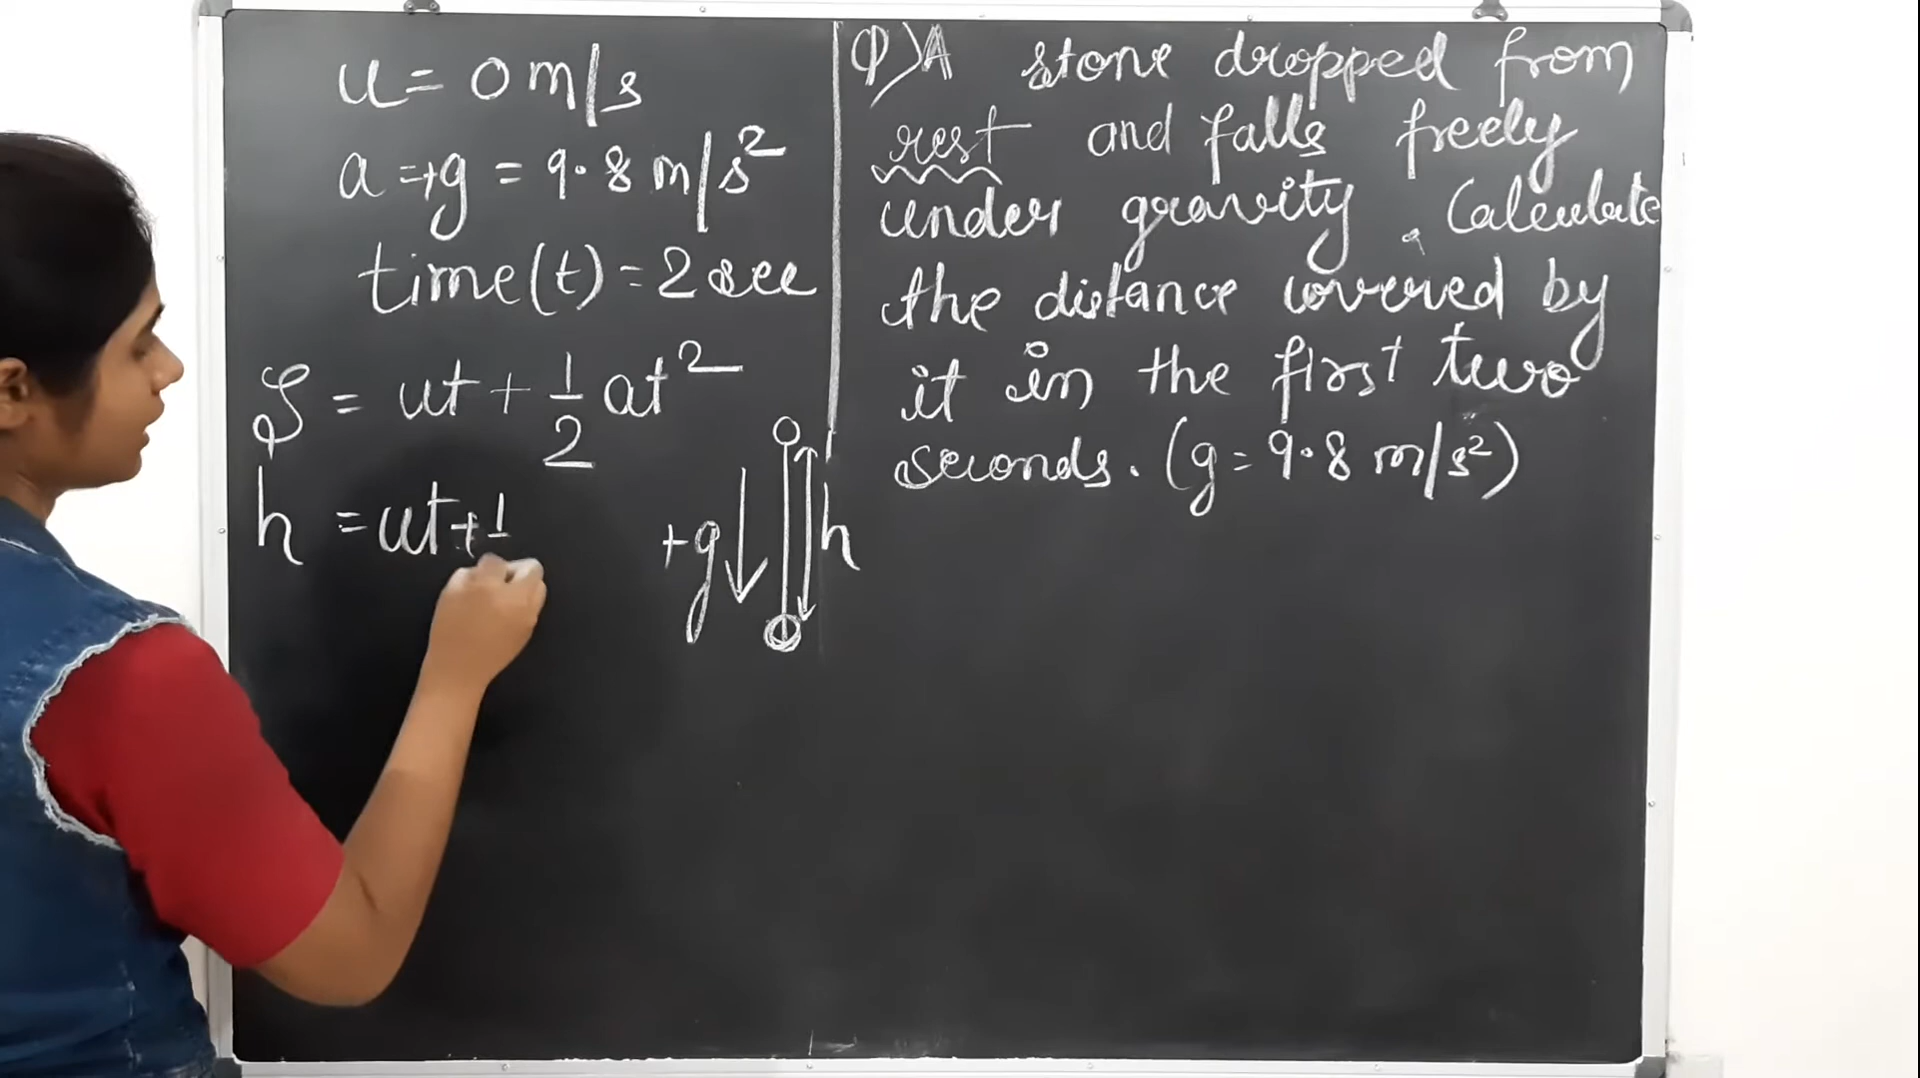 u = 0 m/s
a = +g = 9.8 m/s²
time(t) = 2 sec
S = ut + 1/2 at²
h = ut + 1
+g
h
Q) A stone dropped from
rest and falls freely
under gravity. Calculate
the distance covered by
it in the first two
seconds. (g = 9.8 m/s²)